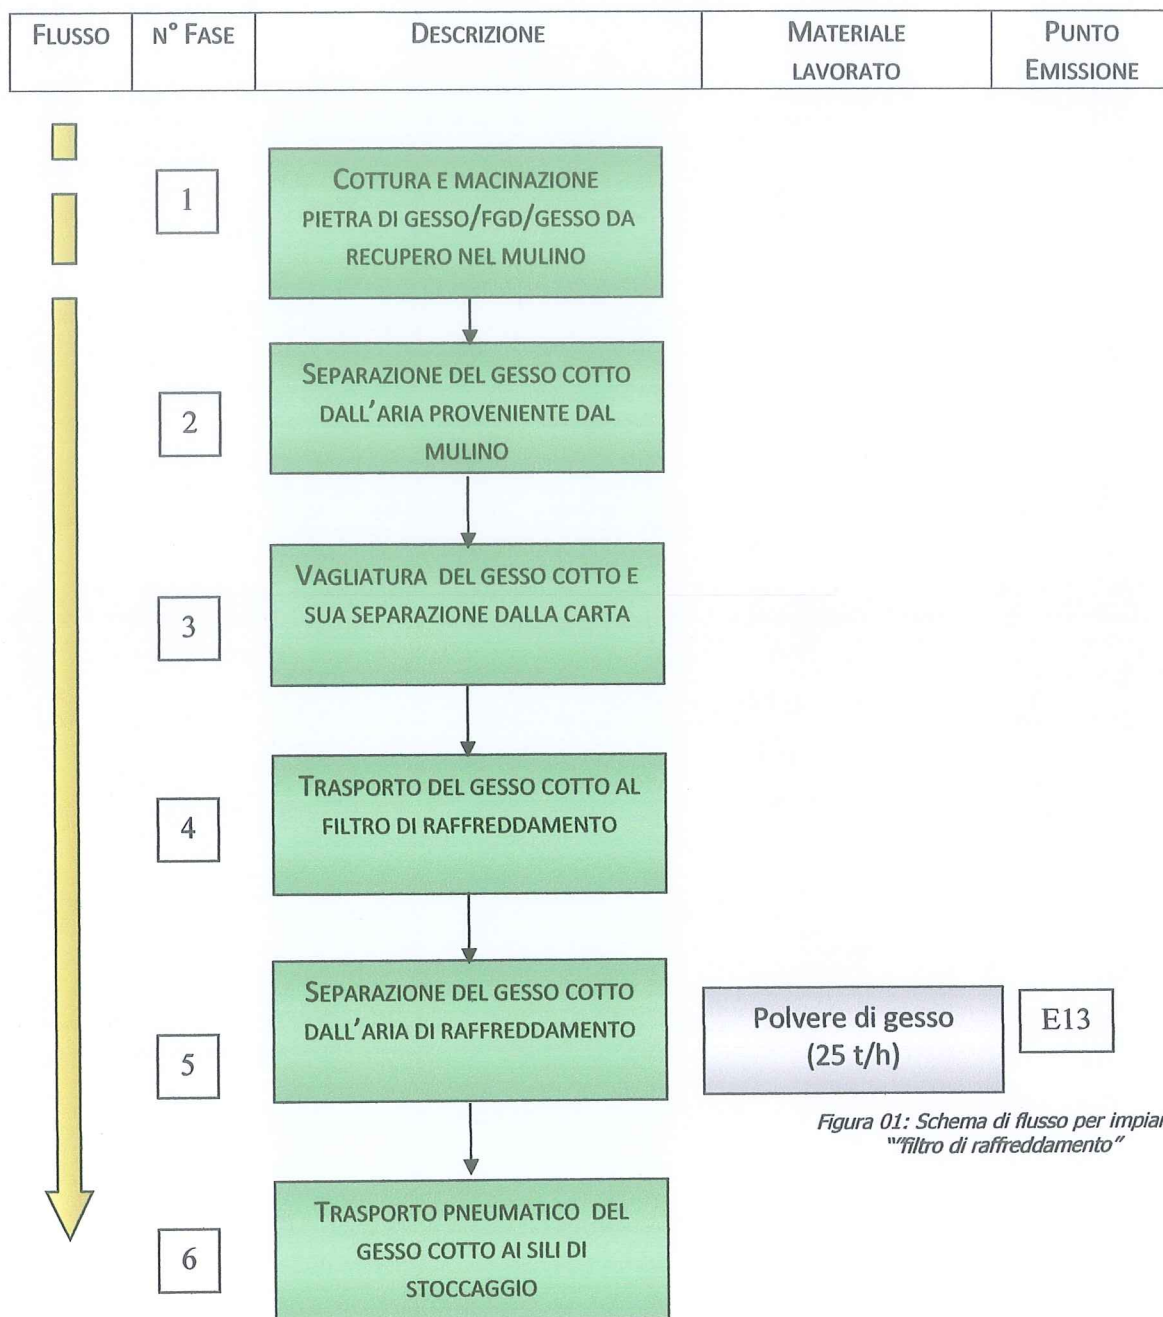 FLUSSO
N° FASE
DESCRIZIONE
MATERIALE
LAVORATO
PUNTO
EMISSIONE
1
COTTURA E MACINAZIONE
PIETRA DI GESSO/FGD/GESSO DA
RECUPERO NEL MULINO
2
SEPARAZIONE DEL GESSO COTTO
DALL'ARIA PROVENIENTE DAL
MULINO
3
VAGLIATURA DEL GESSO COTTO E
SUA SEPARAZIONE DALLA CARTA
4
TRASPORTO DEL GESSO COTTO AL
FILTRO DI RAFFREDDAMENTO
5
SEPARAZIONE DEL GESSO COTTO
DALL'ARIA DI RAFFREDDAMENTO
Polvere di gesso
(25 t/h)
E13
Figura 01: Schema di flusso per impian
"“filtro di raffreddamento”
6
TRASPORTO PNEUMATICO DEL
GESSO COTTO AI SILI DI
STOCCAGGIO